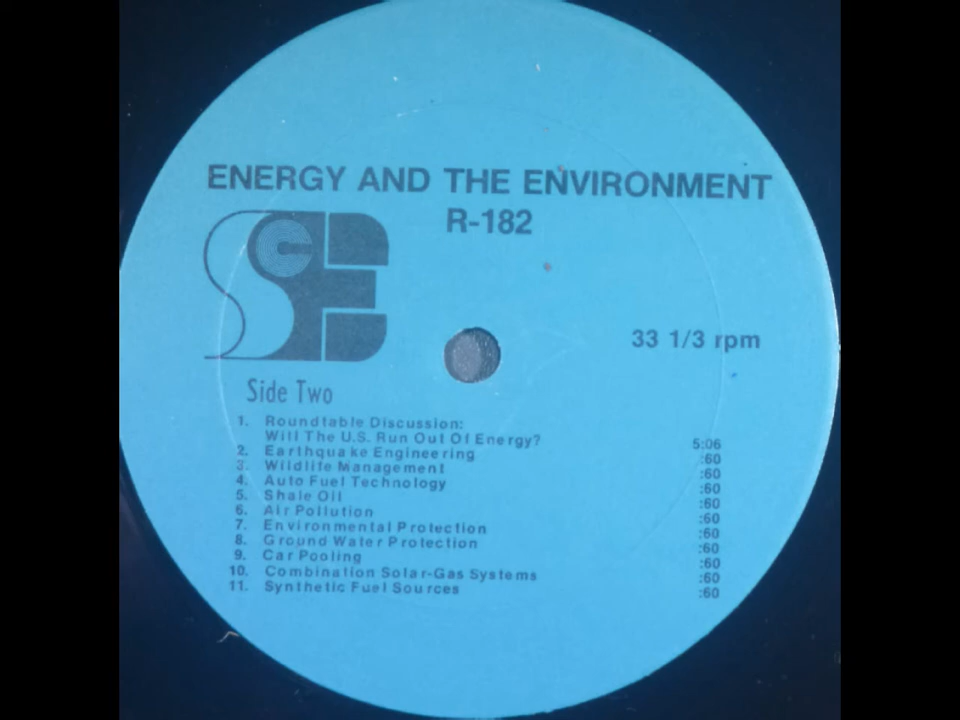 ENERGY AND THE ENVIRONMENT
R-182
33 1/3 rpm
Side Two
1. Roundtable Discussion:
Will The U.S. Run Out Of Energy? 5:06
2. Earthquake Engineering :60
3. Wildlife Management :60
4. Auto Fuel Technology :60
5. Shale Oil :60
6. Air Pollution :60
7. Environmental Protection :60
8. Ground Water Protection :60
9. Car Pooling :60
10. Combination Solar-Gas Systems :60
11. Synthetic Fuel Sources :60